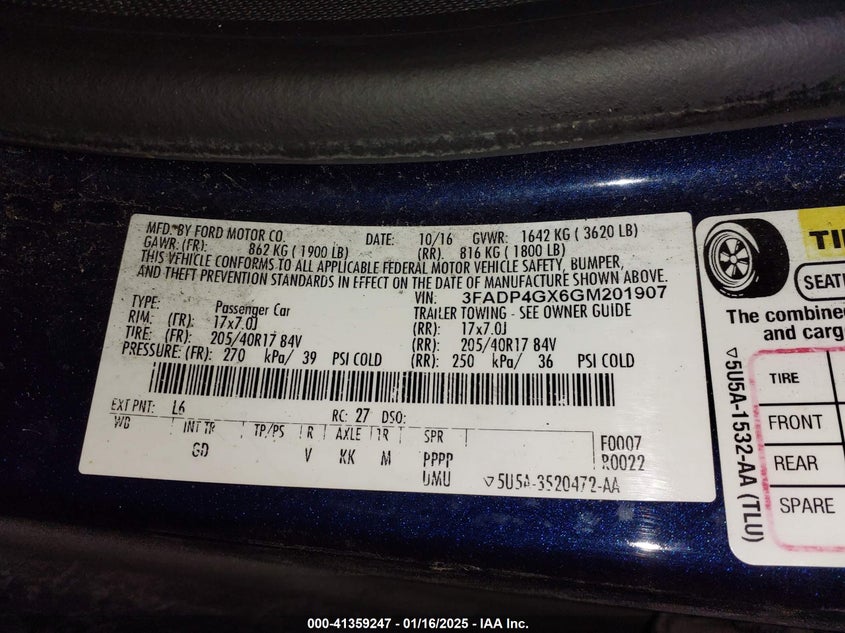 MFD. BY FORD MOTOR CO. DATE: 10/16 GVWR: 1642 KG ( 3620 LB)
GAWR: (FR): 862 KG ( 1900 LB) (RR): 816 KG ( 1800 LB)
THIS VEHICLE CONFORMS TO ALL APPLICABLE FEDERAL MOTOR VEHICLE SAFETY, BUMPER,
AND THEFT PREVENTION STANDARDS IN EFFECT ON THE DATE OF MANUFACTURE SHOWN ABOVE.
VIN: 3FADP4GX6GM201907
TYPE: Passenger Car TRAILER TOWING - SEE OWNER GUIDE
RIM: (FR): 17x7.0J (RR): 17x7.0J
TIRE: (FR): 205/40R17 84V (RR): 205/40R17 84V
PRESSURE: (FR): 270 kPa/ 39 PSI COLD (RR): 250 kPa/ 36 PSI COLD
EXT PNT: L6 RC: 27 DSO:
WB INT TR TP/PS R AXLE TR SPR F0007
GD V KK M PPPP R0022
DMU ▽5U5A-3520472-AA
SEATI
The combined
and cargo
TIRE
FRONT
REAR
SPARE
▽5U5A-1532-AA (TLU)
000-41359247 - 01/16/2025 - IAA Inc.